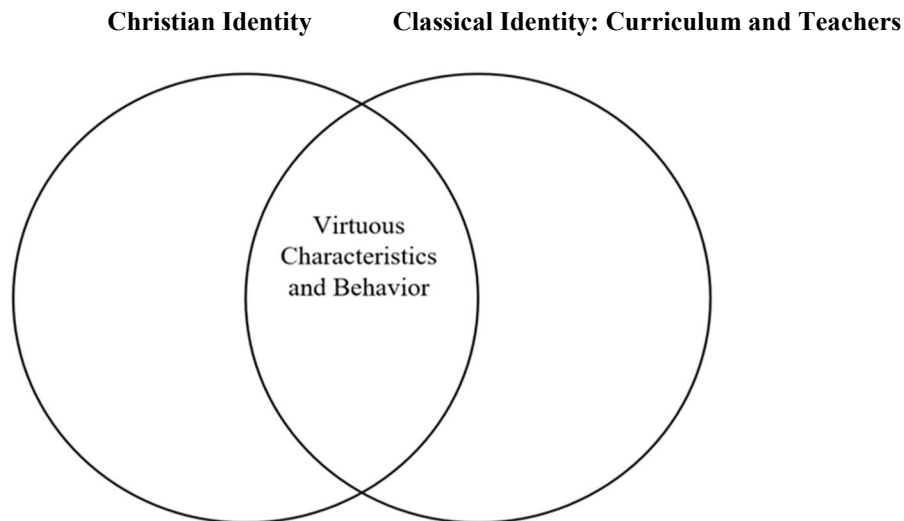 Christian Identity
Classical Identity: Curriculum and Teachers
Virtuous
Characteristics
and Behavior